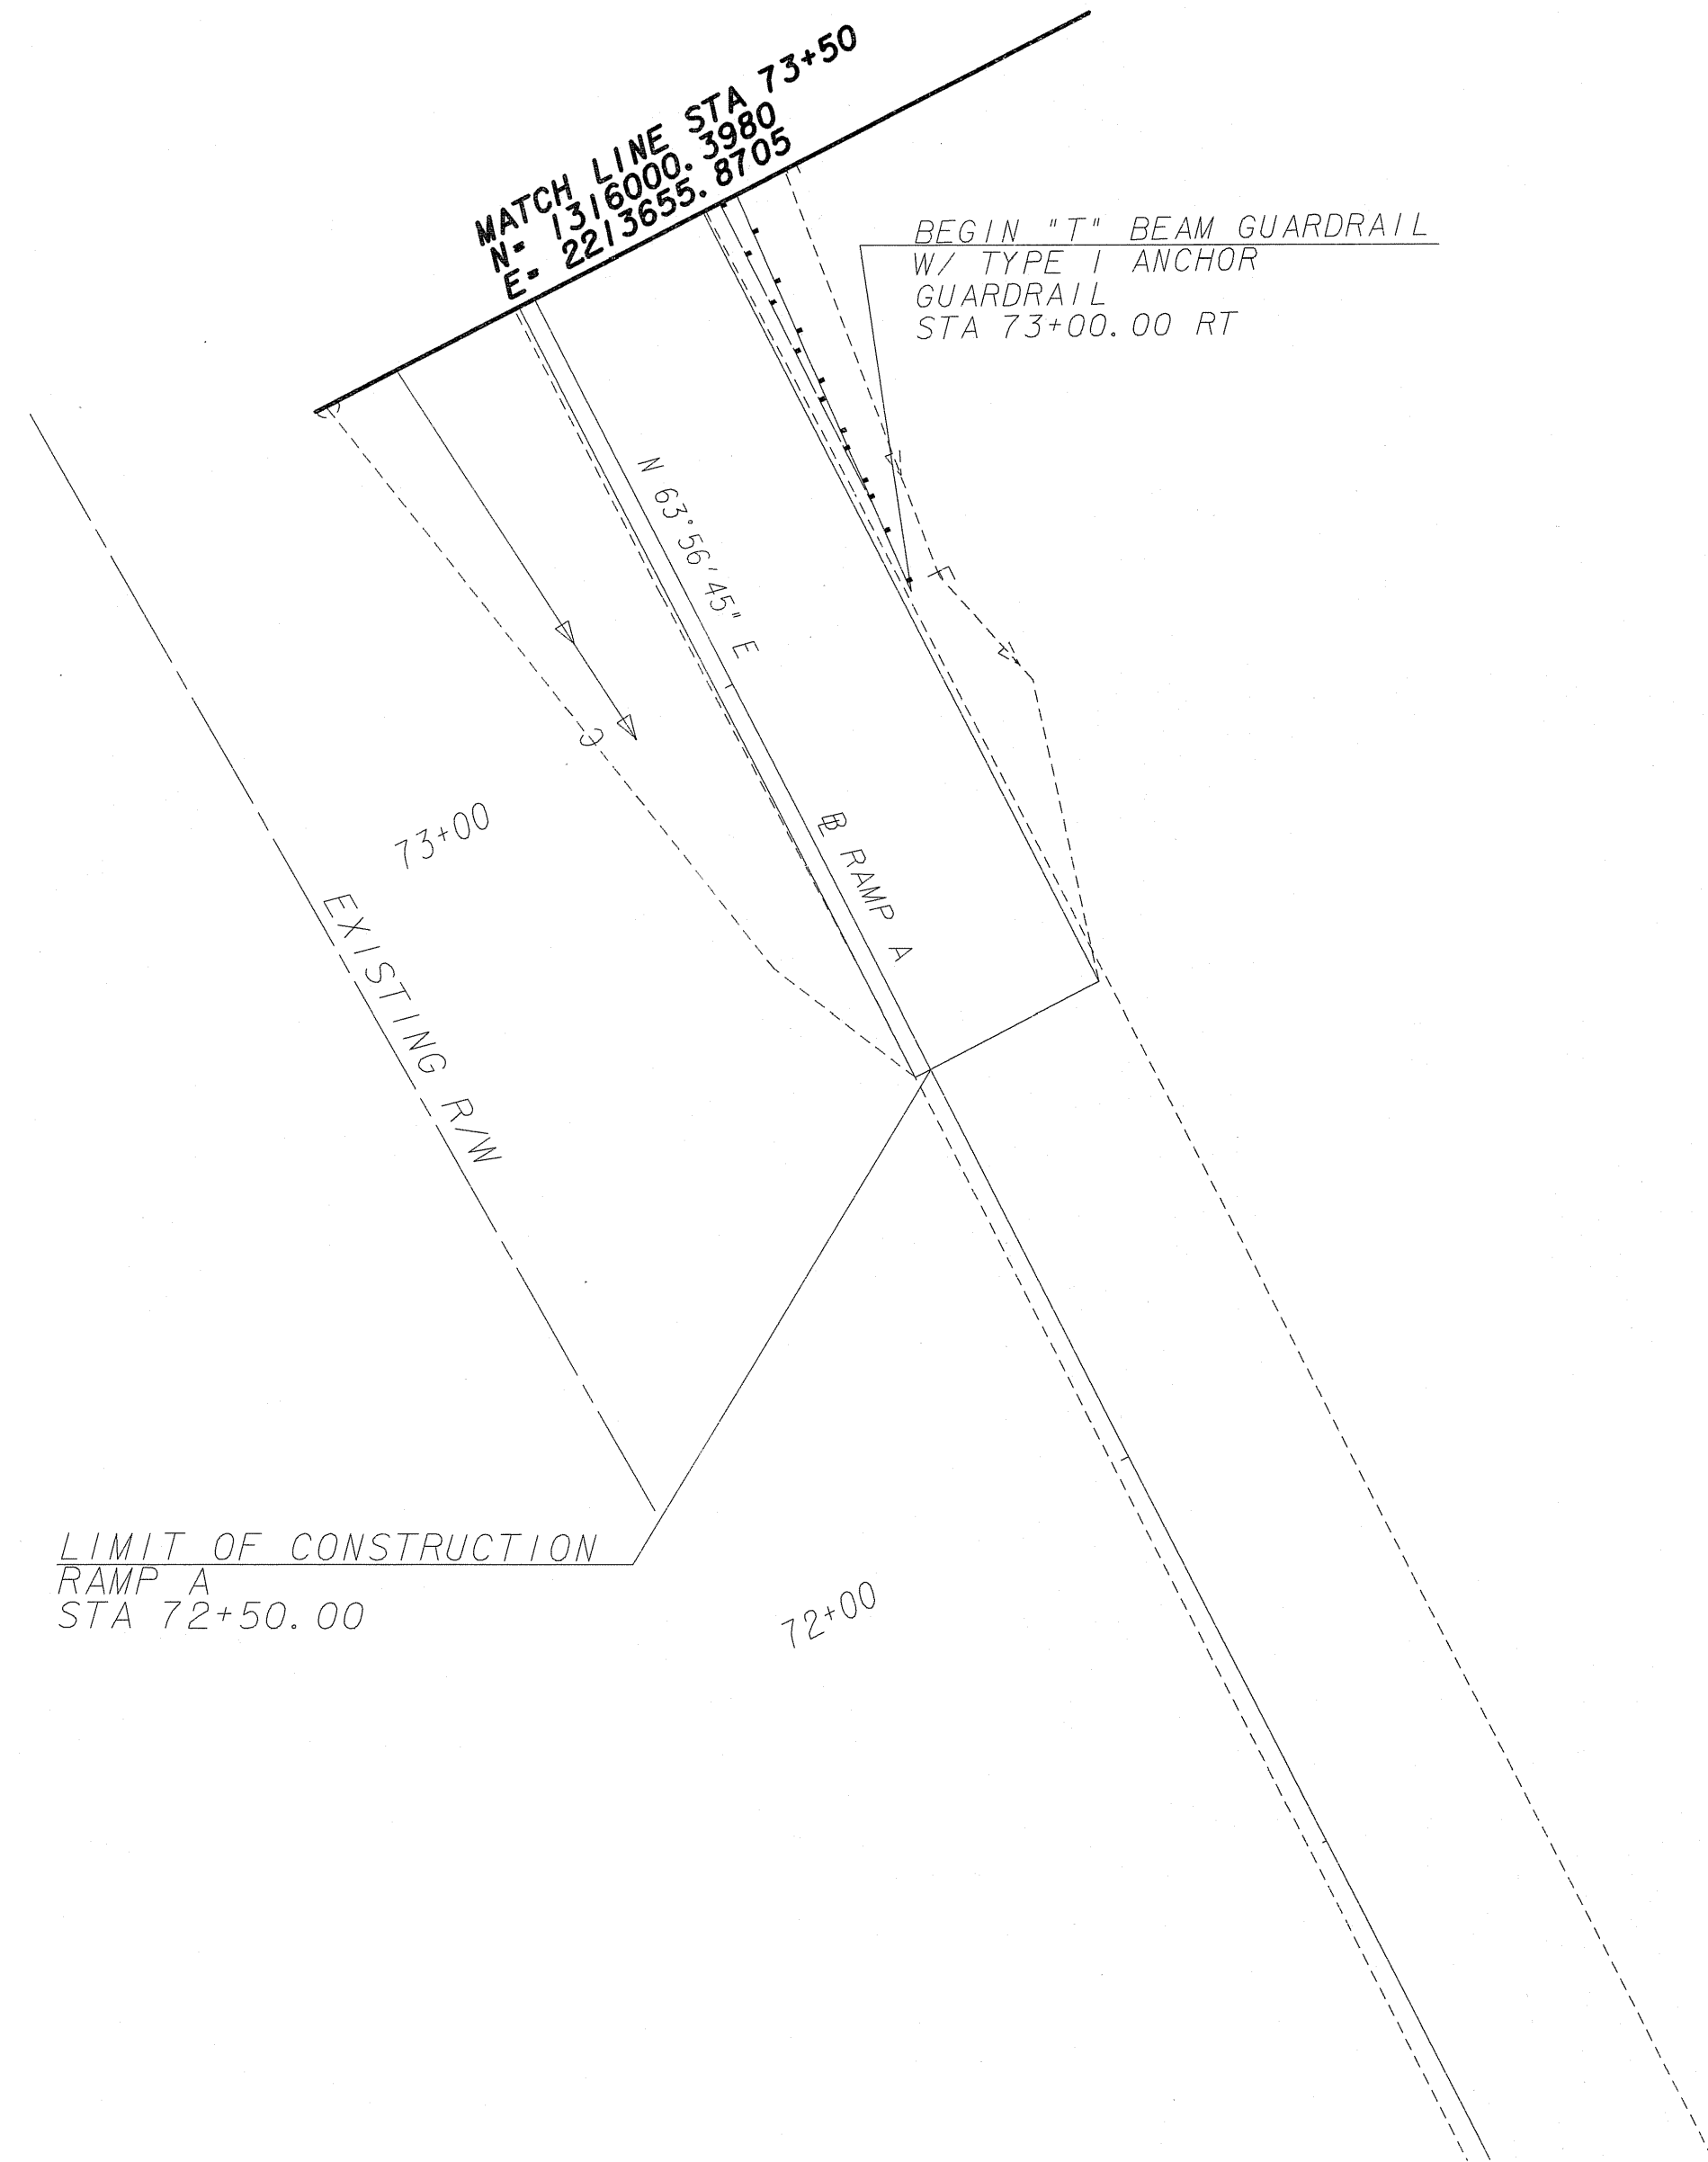 MATCH LINE STA 73+50
N= 1316000.3980
E= 2213655.8705
BEGIN "T" BEAM GUARDRAIL
W/ TYPE 1 ANCHOR
GUARDRAIL
STA 73+00.00 RT
N 63°56'45" E
73+00
C
C
F
F
℄ RAMP A
EXISTING R/W
LIMIT OF CONSTRUCTION
RAMP A
STA 72+50.00
72+00